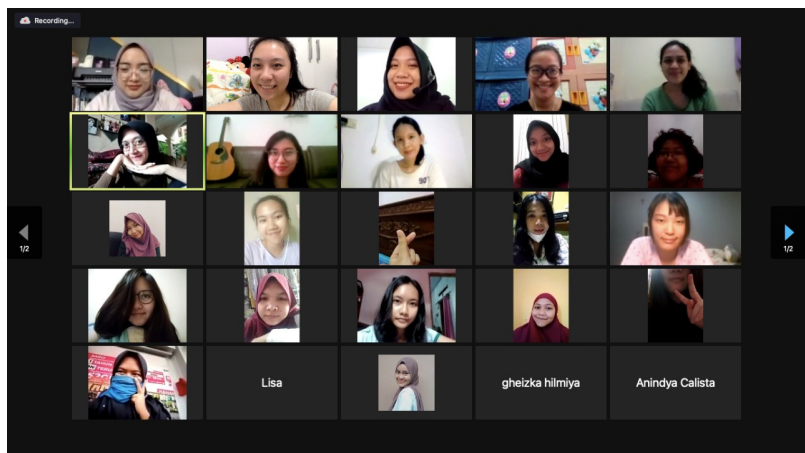 Recording...
1/2
1/2
Lisa
gheizka hilmiya
Anindya Calista